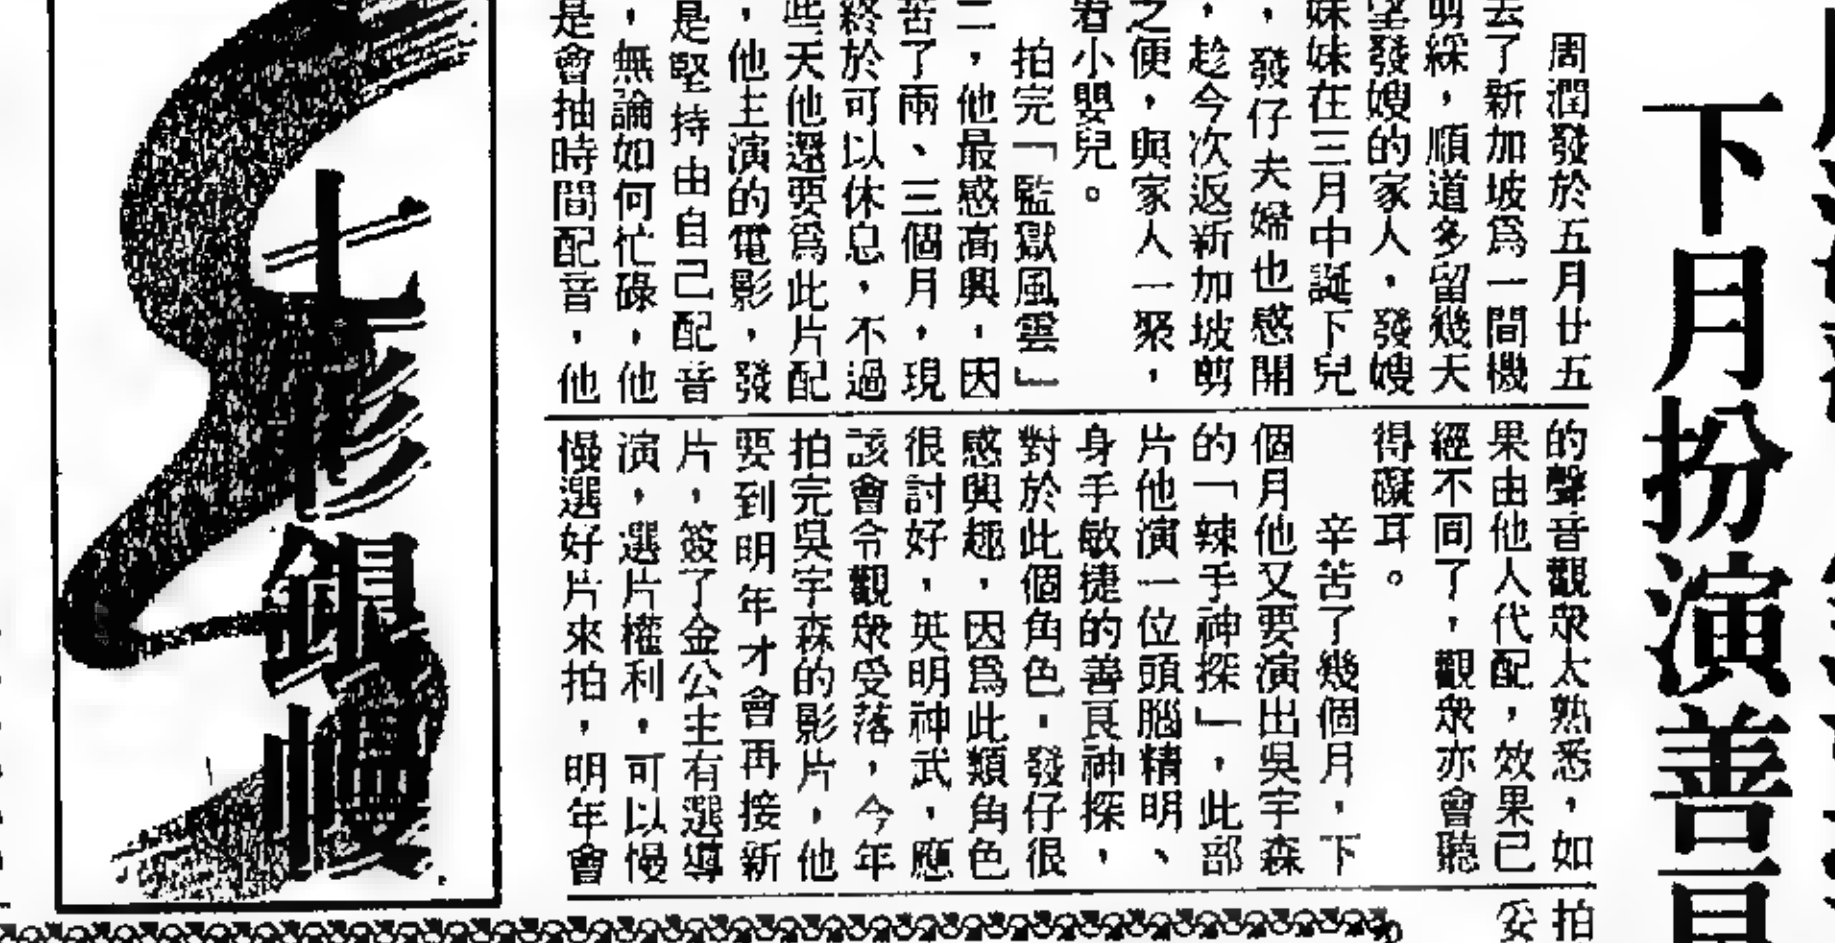 下月扮演善良
周潤發於五月廿五
去了新加坡爲一間機
剪綵，順道多留幾天
望發嫂的家人，發嫂
妹妹在三月中誕下兒
，發仔夫婦也感開
，趁今次返新加坡剪
之便，與家人一聚，
看小嬰兒。
拍完「監獄風雲」
二，他最感高興，因
苦了兩、三個月，現
終於可以休息，不過
些天他還要爲此片配
，他主演的電影，發
是堅持由自己配音
，無論如何忙碌，他
是會抽時間配音，他
的聲音觀衆太熟悉，如
果由他人代配，效果已
經不同了，觀衆亦會聽
得礙耳。
辛苦了幾個月，下
個月他又要演出吳宇森
的「辣手神探」，此部
片他演一位頭腦精明、
身手敏捷的善良神探，
對於此個角色，發仔很
感興趣，因爲此類角色
很討好，英明神武，應
該會令觀衆受落，今年
拍完吳宇森的影片，他
要到明年才會再接新
片，簽了金公主有選導
演，選片權利，可以慢
慢選好片來拍，明年會
拍
七彩銀幔